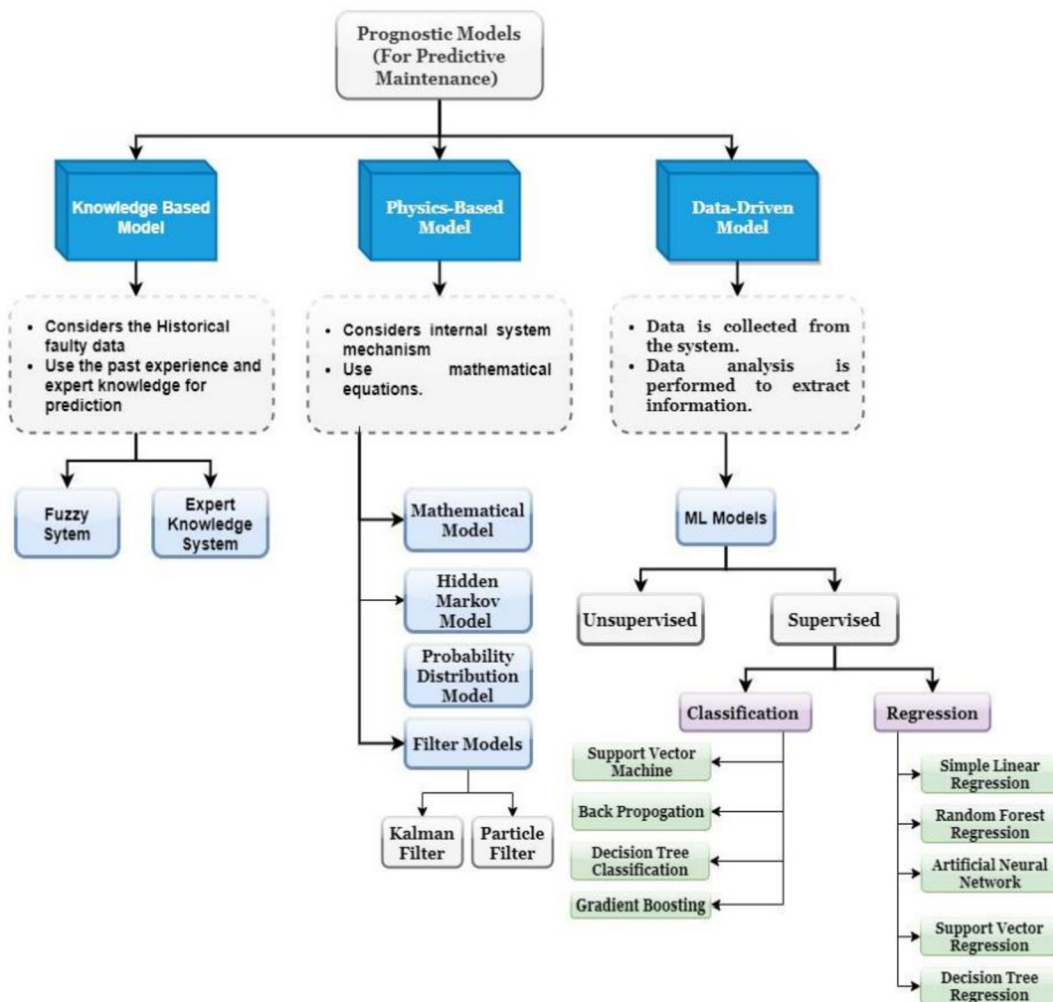 Prognostic Models
(For Predictive
Maintenance)
Knowledge Based
Model
Physics-Based
Model
Data-Driven
Model
• Considers the Historical
faulty data
• Use the past experience and
expert knowledge for
prediction
• Considers internal system
mechanism
• Use mathematical
equations.
• Data is collected from
the system.
• Data analysis is
performed to extract
information.
Fuzzy
Sytem
Expert
Knowledge
System
Mathematical
Model
Hidden
Markov
Model
Probability
Distribution
Model
Filter Models
Kalman
Filter
Particle
Filter
ML Models
Unsupervised
Supervised
Classification
Regression
Support Vector
Machine
Back Propogation
Decision Tree
Classification
Gradient Boosting
Simple Linear
Regression
Random Forest
Regression
Artificial Neural
Network
Support Vector
Regression
Decision Tree
Regression